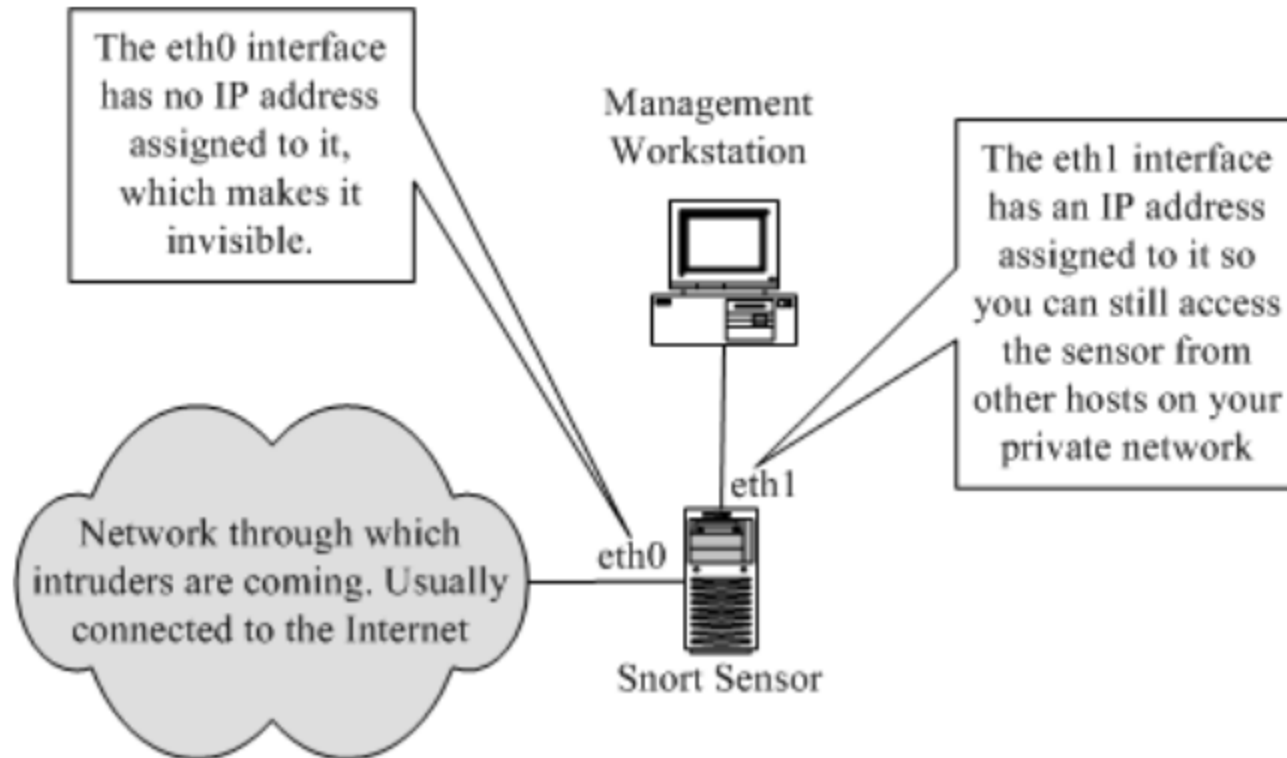 The eth0 interface
has no IP address
assigned to it,
which makes it
invisible.
Management
Workstation
The eth1 interface
has an IP address
assigned to it so
you can still access
the sensor from
other hosts on your
private network
eth1
eth0
Network through which
intruders are coming. Usually
connected to the Internet
Snort Sensor